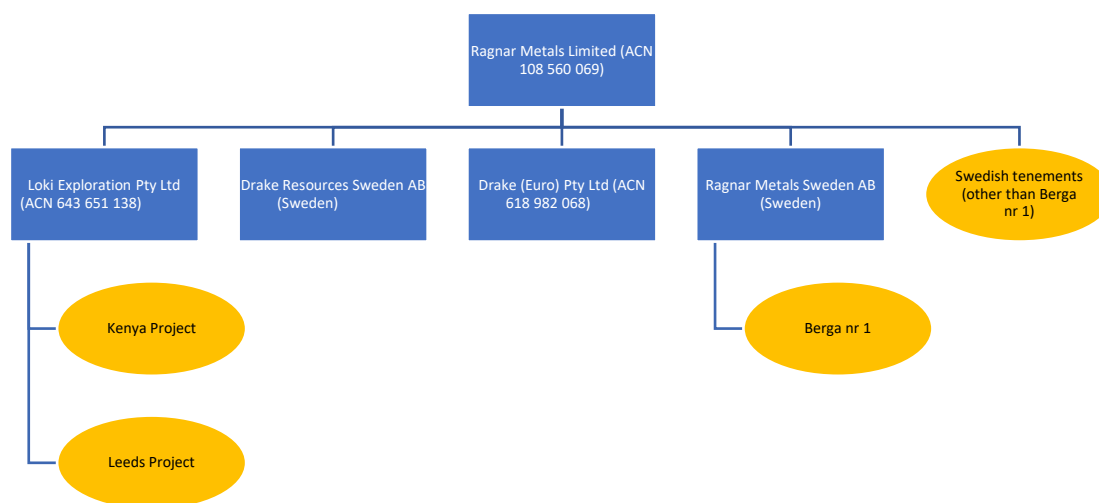 Ragnar Metals Limited (ACN
108 560 069)
Loki Exploration Pty Ltd
(ACN 643 651 138)
Drake Resources Sweden AB
(Sweden)
Drake (Euro) Pty Ltd (ACN
618 982 068)
Ragnar Metals Sweden AB
(Sweden)
Swedish tenements
(other than Berga
nr 1)
Kenya Project
Berga nr 1
Leeds Project